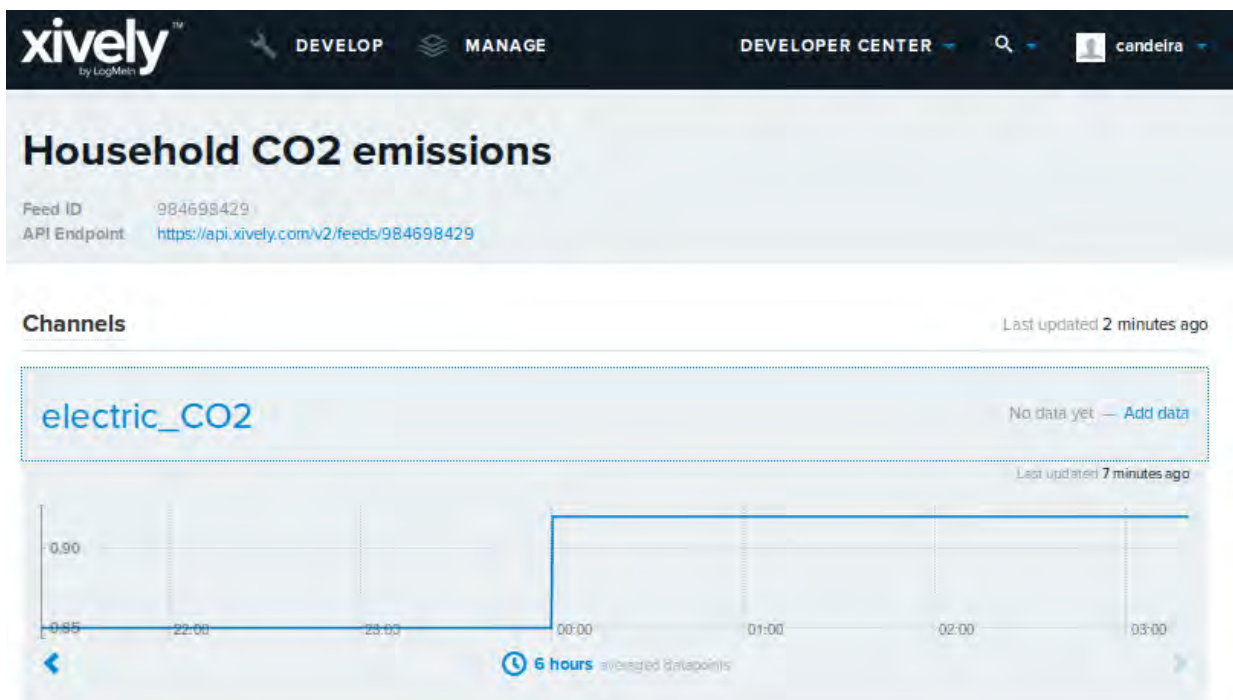 xively™ DEVELOP MANAGE DEVELOPER CENTER candeira
by LogMeIn
Household CO2 emissions
Feed ID 984698429
API Endpoint https://api.xively.com/v2/feeds/984698429
Channels Last updated 2 minutes ago
electric_CO2 No data yet — Add data
Last updated 7 minutes ago
0.90
0.85 22:00 23:00 00:00 01:00 02:00 03:00
6 hours averaged datapoints